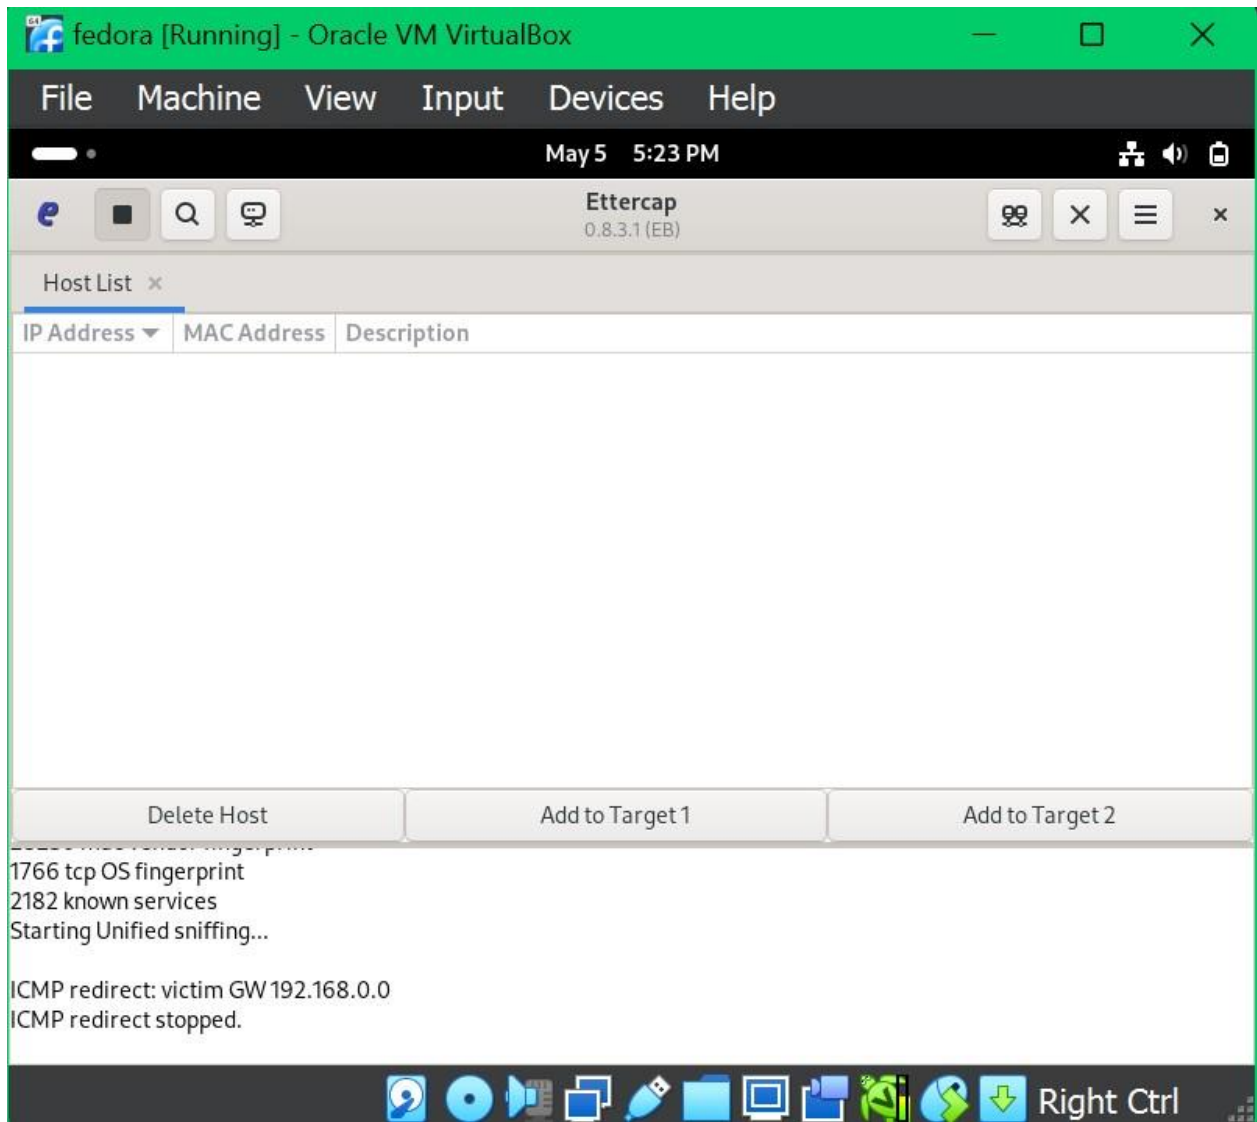 fedora [Running] - Oracle VM VirtualBox
File Machine View Input Devices Help
May 5 5:23 PM
Ettercap
0.8.3.1 (EB)
Host List
IP Address MAC Address Description
Delete Host Add to Target 1 Add to Target 2
1766 tcp OS fingerprint
2182 known services
Starting Unified sniffing...
ICMP redirect: victim GW 192.168.0.0
ICMP redirect stopped.
Right Ctrl